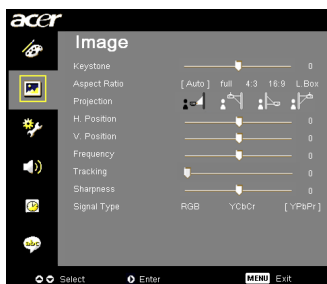 acer
Image
Keystone 0
Aspect Ratio [ Auto ] full 4:3 16:9 L.Box
Projection
H. Position 0
V. Position 0
Frequency 0
Tracking 0
Sharpness 0
Signal Type RGB YCbCr [ YPbPr ]
abc
Select Enter MENU Exit